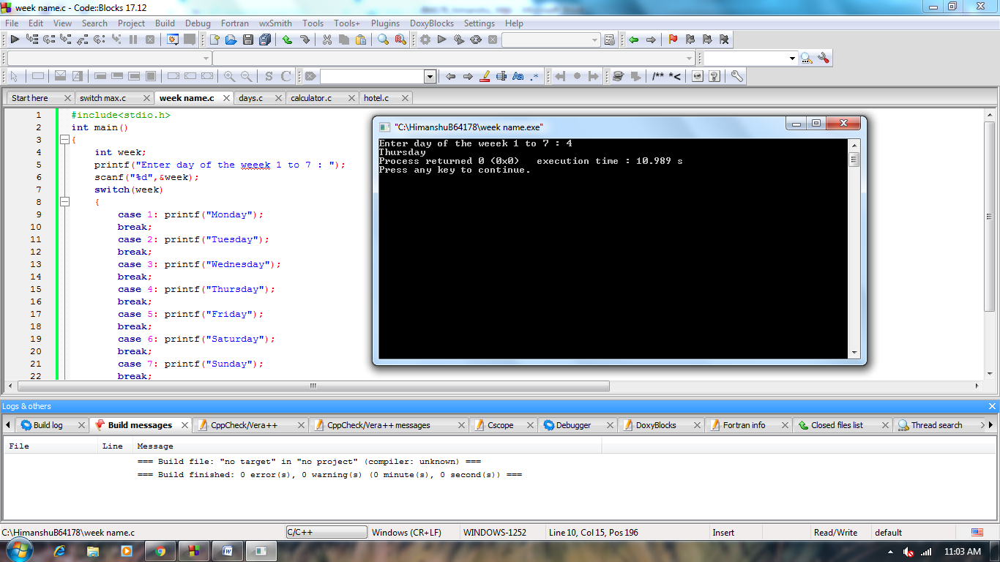 week name.c - Code::Blocks 17.12
File Edit View Search Project Build Debug Fortran wxSmith Tools Tools+ Plugins DoxyBlocks Settings Help
S C Aa .* /** *<
Start here switch max.c week name.c days.c calculator.c hotel.c
1 #include<stdio.h>
2 int main()
3 {
4 int week;
5 printf("Enter day of the weeek 1 to 7 : ");
6 scanf("%d",&week);
7 switch(week)
8 {
9 case 1: printf("Monday");
10 break;
11 case 2: printf("Tuesday");
12 break;
13 case 3: printf("Wednesday");
14 break;
15 case 4: printf("Thursday");
16 break;
17 case 5: printf("Friday");
18 break;
19 case 6: printf("Saturday");
20 break;
21 case 7: printf("Sunday");
22 break;
"C:\HimanshuB64178\week name.exe"
Enter day of the weeek 1 to 7 : 4
Thursday
Process returned 0 (0x0) execution time : 10.989 s
Press any key to continue.
Logs & others
Build log Build messages CppCheck/Vera++ CppCheck/Vera++ messages Cscope Debugger DoxyBlocks Fortran info Closed files list Thread search
File Line Message
=== Build file: "no target" in "no project" (compiler: unknown) ===
=== Build finished: 0 error(s), 0 warning(s) (0 minute(s), 0 second(s)) ===
C:\HimanshuB64178\week name.c C/C++ Windows (CR+LF) WINDOWS-1252 Line 10, Col 15, Pos 196 Insert Read/Write default
11:03 AM